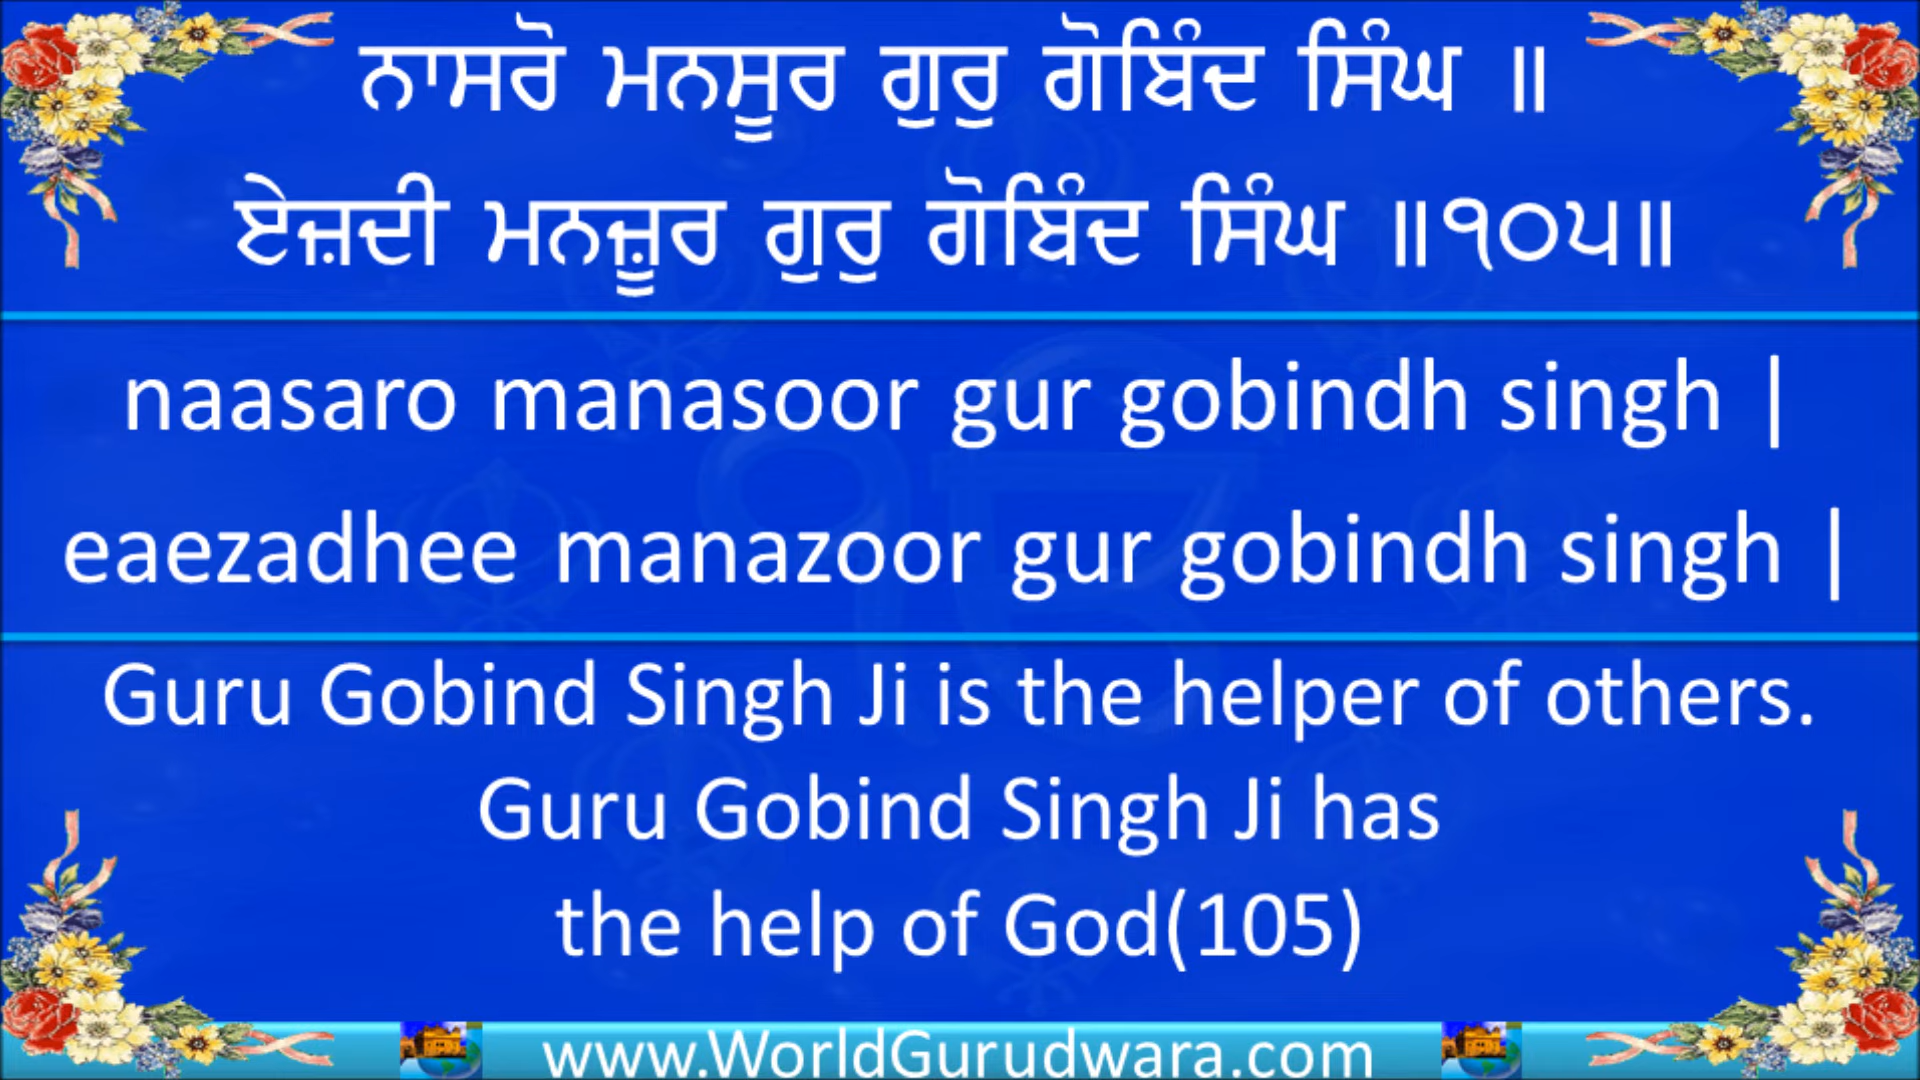 ਨਾਸਰੋ ਮਨਸੂਰ ਗੁਰੁ ਗੋਬਿੰਦ ਸਿੰਘ ॥
ਏਜ਼ਦੀ ਮਨਜ਼ੂਰ ਗੁਰੁ ਗੋਬਿੰਦ ਸਿੰਘ ॥੧੦੫॥
naasaro manasoor gur gobindh singh |
eaezadhee manazoor gur gobindh singh |
Guru Gobind Singh Ji is the helper of others.
Guru Gobind Singh Ji has
the help of God(105)
www.WorldGurudwara.com